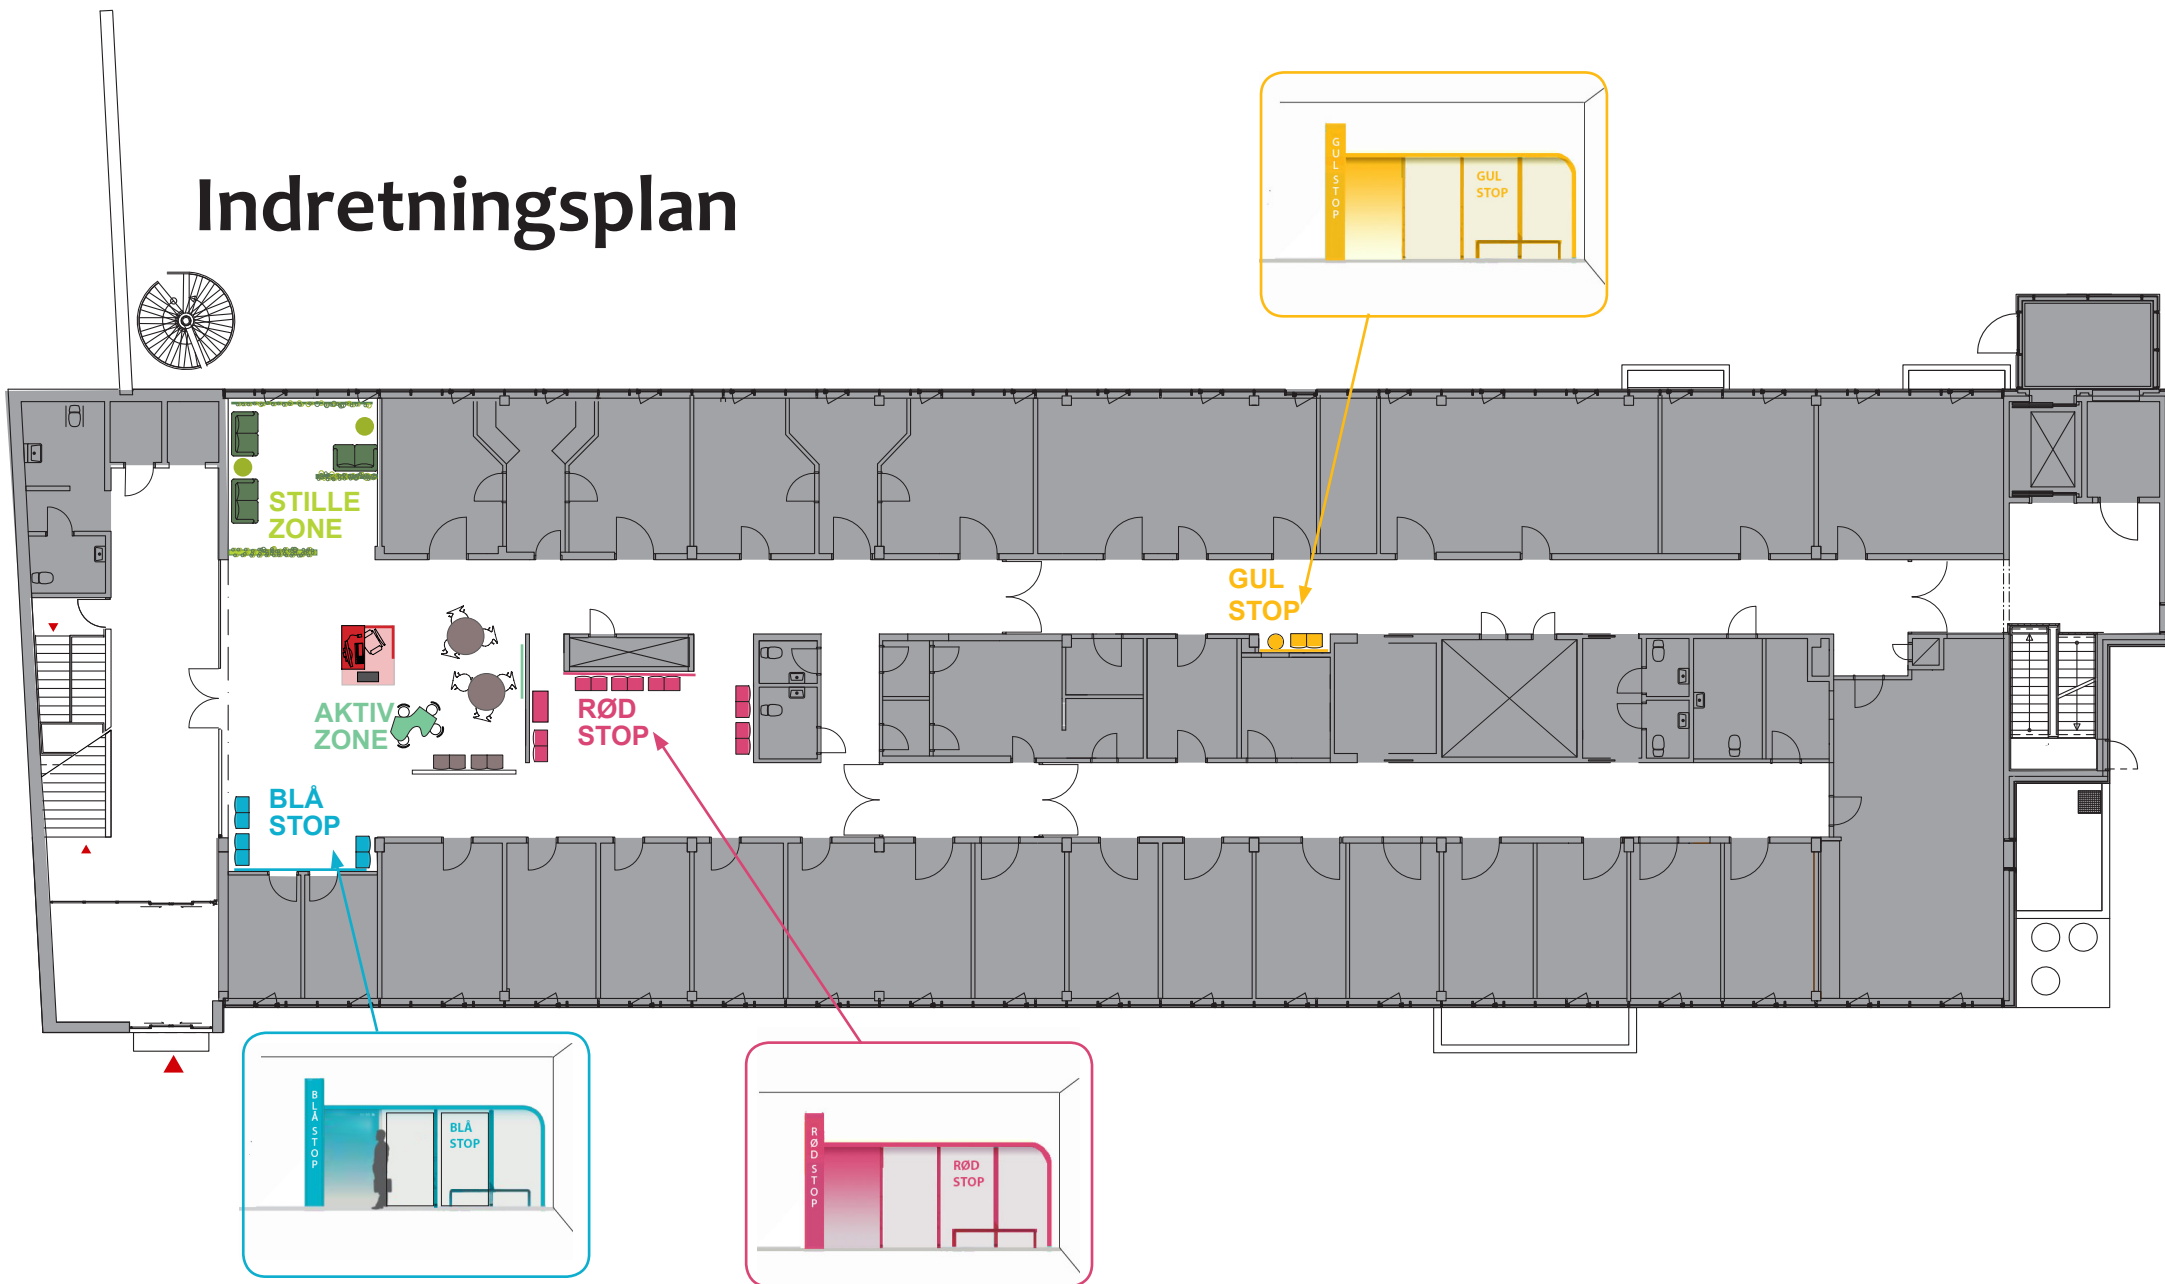 Indretningsplan
GUL STOP
GUL
STOP
STILLE
ZONE
GUL
STOP
AKTIV
ZONE
RØD
STOP
BLÅ
STOP
BLÅ STOP
BLÅ
STOP
RØD STOP
RØD
STOP